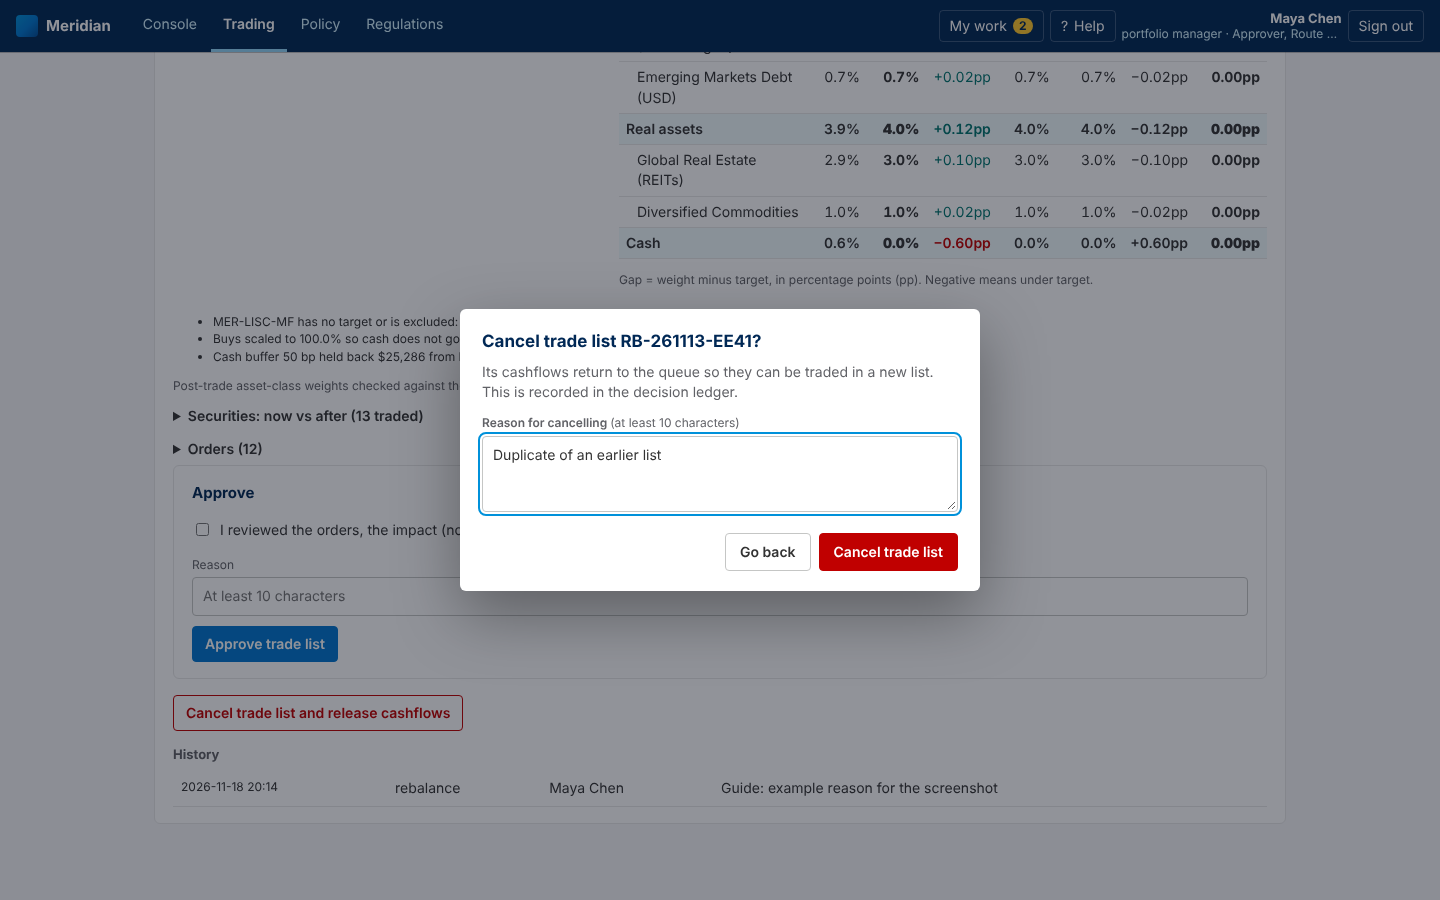 Meridian Console Trading Policy Regulations My work 2 ? Help Maya Chen portfolio manager · Approver, Route ... Sign out
Emerging Markets Debt (USD) 0.7% 0.7% +0.02pp 0.7% 0.7% −0.02pp 0.00pp
Real assets 3.9% 4.0% +0.12pp 4.0% 4.0% −0.12pp 0.00pp
Global Real Estate (REITs) 2.9% 3.0% +0.10pp 3.0% 3.0% −0.10pp 0.00pp
Diversified Commodities 1.0% 1.0% +0.02pp 1.0% 1.0% −0.02pp 0.00pp
Cash 0.6% 0.0% −0.60pp 0.0% 0.0% +0.60pp 0.00pp
Gap = weight minus target, in percentage points (pp). Negative means under target.
• MER-LISC-MF has no target or is excluded:
• Buys scaled to 100.0% so cash does not go
• Cash buffer 50 bp held back $25,286 from
Post-trade asset-class weights checked against th
Securities: now vs after (13 traded)
Orders (12)
Approve
I reviewed the orders, the impact (no
Reason
At least 10 characters
Approve trade list
Cancel trade list and release cashflows
History
2026-11-18 20:14 rebalance Maya Chen Guide: example reason for the screenshot
Cancel trade list RB-261113-EE41?
Its cashflows return to the queue so they can be traded in a new list.
This is recorded in the decision ledger.
Reason for cancelling (at least 10 characters)
Duplicate of an earlier list
Go back Cancel trade list